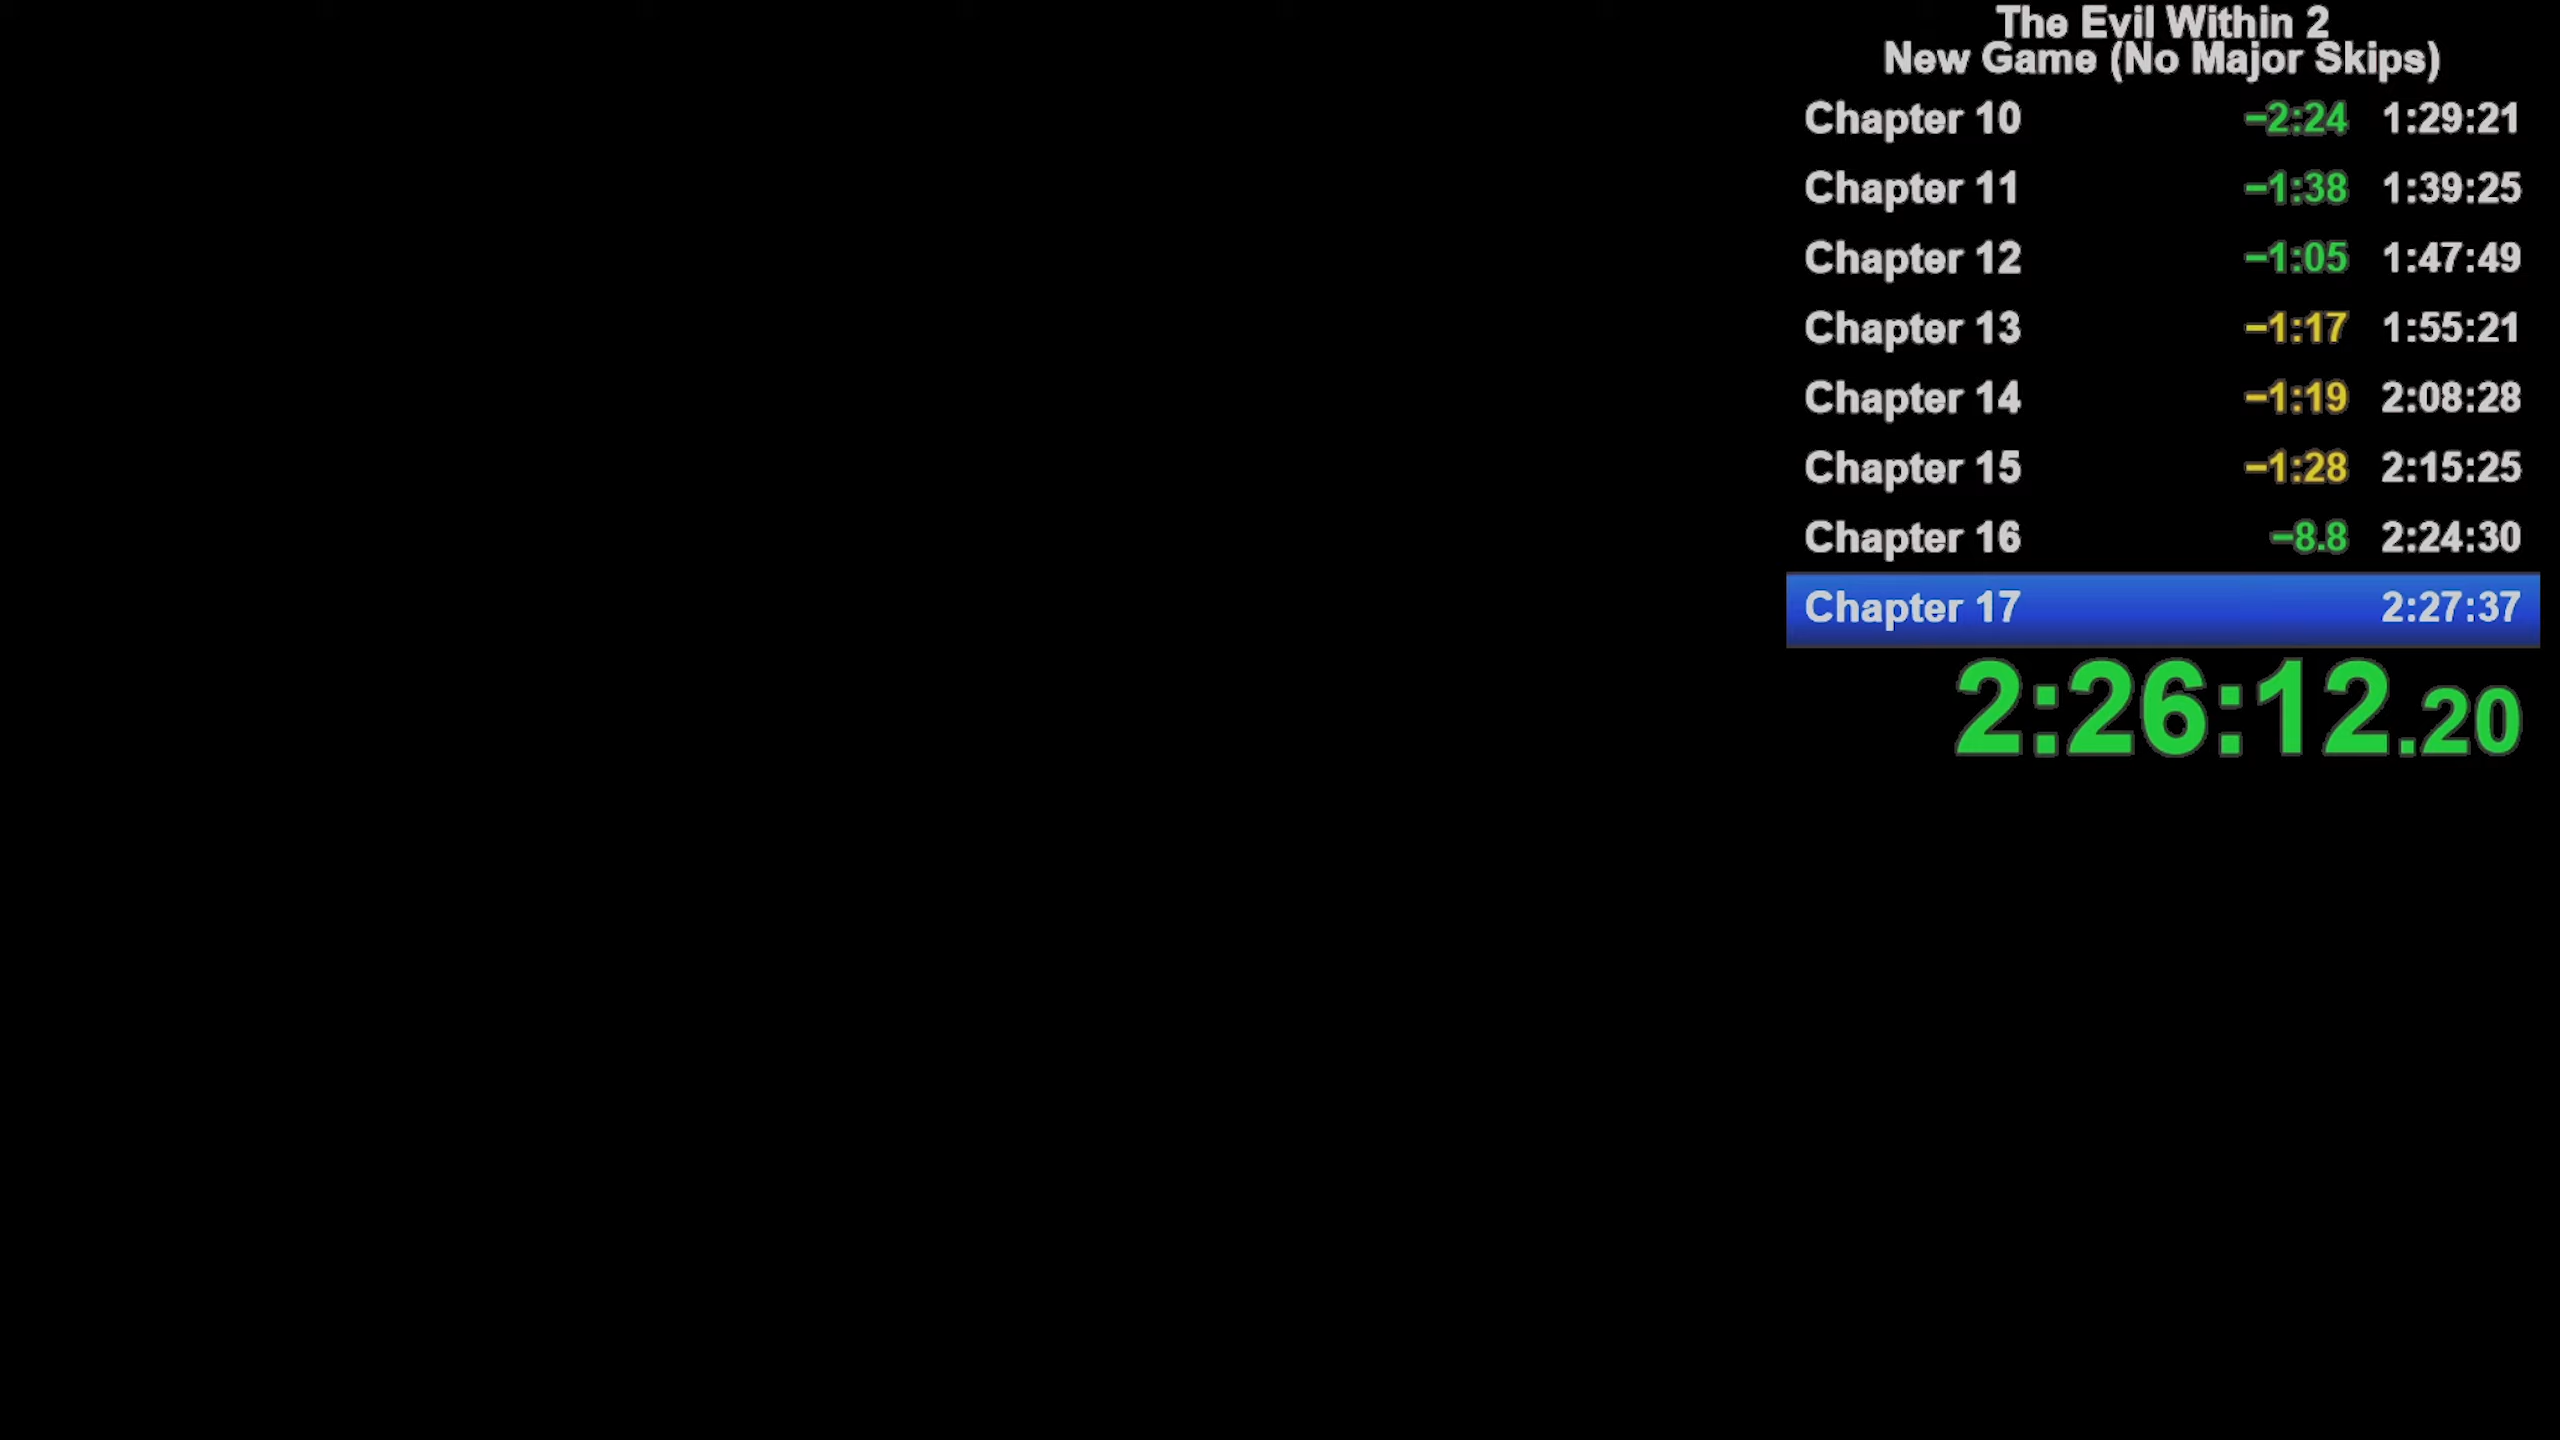 The Evil Within 2
New Game (No Major Skips)
Chapter 10 −2:24 1:29:21
Chapter 11 −1:38 1:39:25
Chapter 12 −1:05 1:47:49
Chapter 13 −1:17 1:55:21
Chapter 14 −1:19 2:08:28
Chapter 15 −1:28 2:15:25
Chapter 16 −8.8 2:24:30
Chapter 17 2:27:37
2:26:12.20